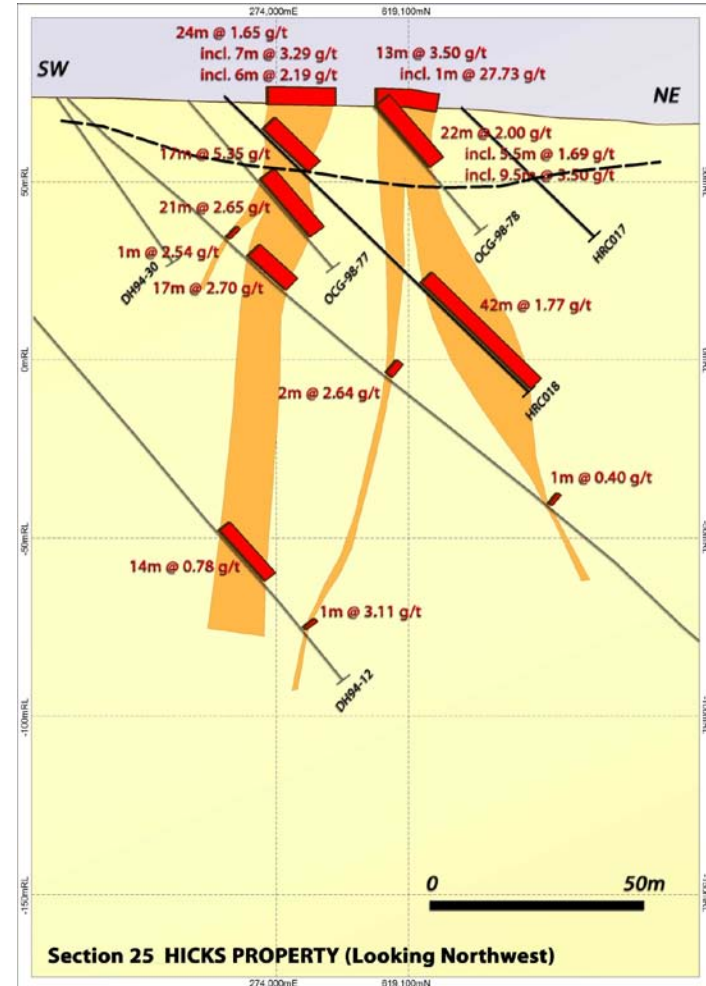 274,000mE
619,100mN
24m @ 1.65 g/t
incl. 7m @ 3.29 g/t
incl. 6m @ 2.19 g/t
13m @ 3.50 g/t
incl. 1m @ 27.73 g/t
SW
NE
22m @ 2.00 g/t
incl. 5.5m @ 1.69 g/t
incl. 9.5m @ 3.50 g/t
17m @ 5.35 g/t
50mRL
21m @ 2.65 g/t
1m @ 2.54 g/t
17m @ 2.70 g/t
DH94-30
OCG-98-77
OCG-98-78
HRC017
42m @ 1.77 g/t
0mRL
2m @ 2.64 g/t
HRC018
1m @ 0.40 g/t
-50mRL
14m @ 0.78 g/t
1m @ 3.11 g/t
DH94-12
-100mRL
-150mRL
0
50m
Section 25 HICKS PROPERTY (Looking Northwest)
274,000mE
619,100mN